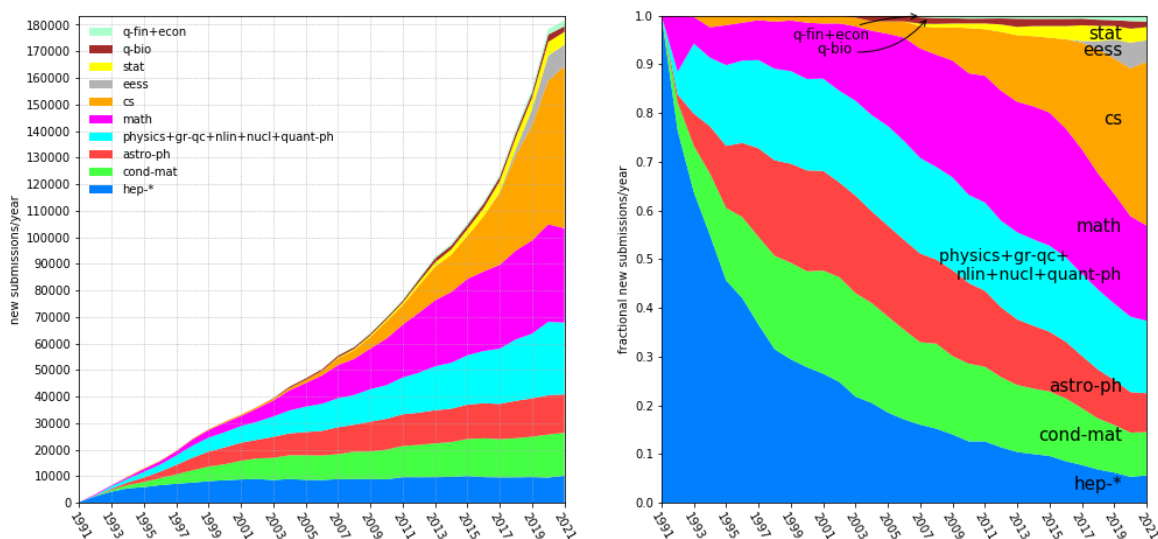 new submissions/year
180000
170000
160000
150000
140000
130000
120000
110000
100000
90000
80000
70000
60000
50000
40000
30000
20000
10000
0
q-fin+econ
q-bio
stat
eess
cs
math
physics+gr-qc+nlin+nucl+quant-ph
astro-ph
cond-mat
hep-*
1991
1993
1995
1997
1999
2001
2003
2005
2007
2009
2011
2013
2015
2017
2019
2021
fractional new submissions/year
1.0
0.9
0.8
0.7
0.6
0.5
0.4
0.3
0.2
0.1
0.0
q-fin+econ
q-bio
stat
eess
cs
math
physics+gr-qc+
nlin+nucl+quant-ph
astro-ph
cond-mat
hep-*
1991
1993
1995
1997
1999
2001
2003
2005
2007
2009
2011
2013
2015
2017
2019
2021